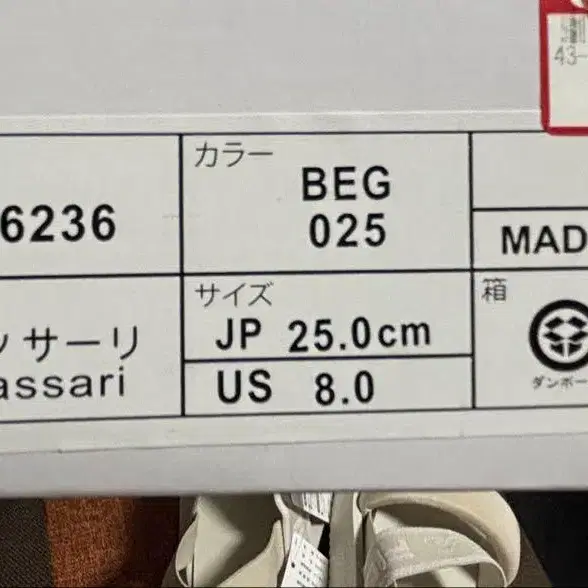 43-
カラー
BEG
6236
025
MAD
サイズ
箱
JP 25.0cm
ッサーリ
assari
US 8.0
ダンボー